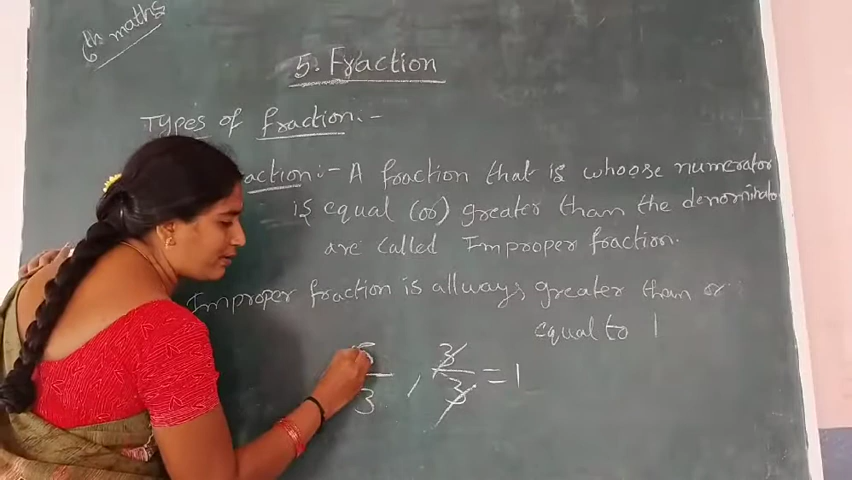 6th maths
5. Fraction
Types of fraction:-
action:- A fraction that is whose numerator
is equal (or) greater than the denominator
are called Improper fraction.
Improper fraction is allways greater than or
equal to 1
5/3 , 3/3 = 1